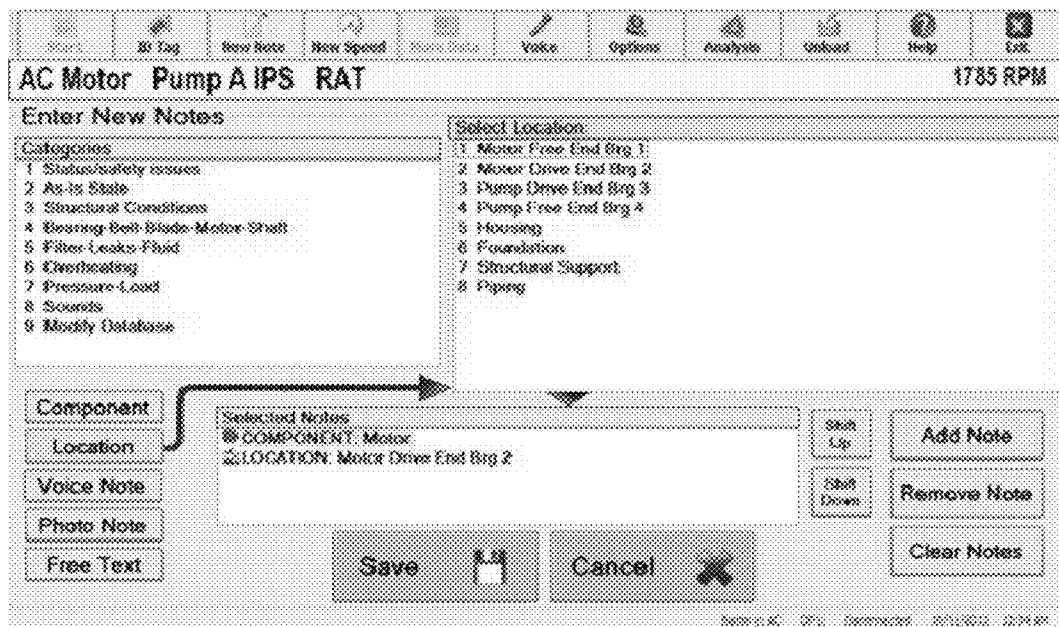 Start ID Tag New Note New Speed More Data Voice Options Analysis Unload Help Exit
AC Motor Pump A IPS RAT 1785 RPM
Enter New Notes
Categories
1 Status/safety issues
2 As-Is State
3 Structural Conditions
4 Bearing-Belt-Blade-Motor-Shaft
5 Filter-Leaks-Fluid
6 Overheating
7 Pressure-Load
8 Sounds
9 Modify Database
Select Location
1 Motor Free End Brg 1
2 Motor Drive End Brg 2
3 Pump Drive End Brg 3
4 Pump Free End Brg 4
5 Housing
6 Foundation
7 Structural Support
8 Piping
Component
Location
Voice Note
Photo Note
Free Text
Selected Notes
COMPONENT: Motor
LOCATION: Motor Drive End Brg 2
Shift Up
Shift Down
Add Note
Remove Note
Clear Notes
Save
Cancel